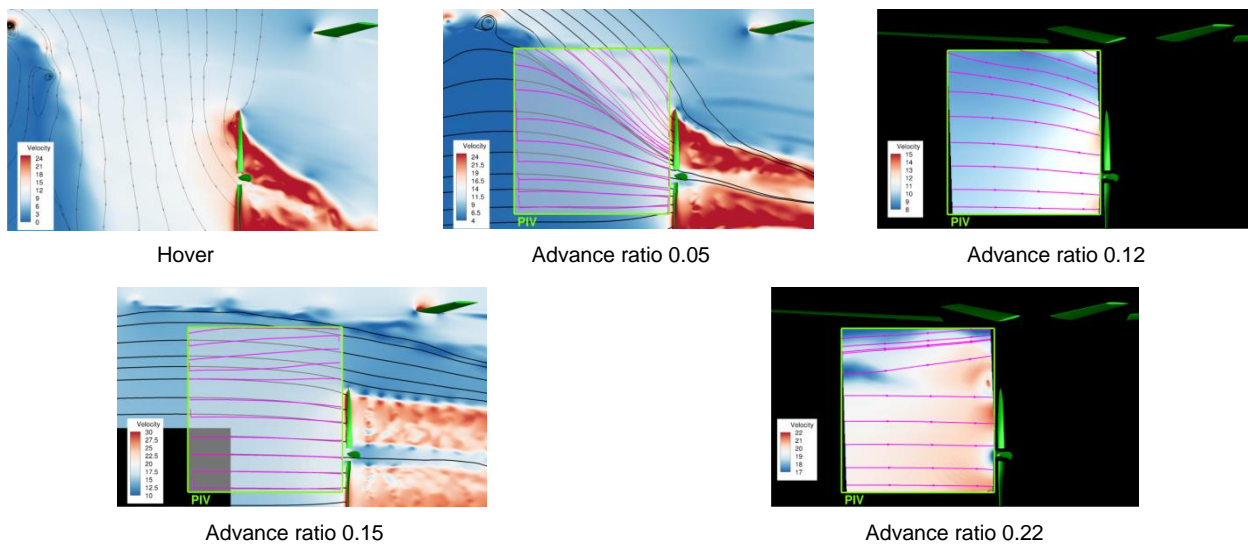 Velocity
24
21
18
15
12
9
6
3
0
Hover
Velocity
24
21.5
19
16.5
14
11.5
9
6.5
4
PIV
Advance ratio 0.05
Velocity
15
14
13
12
11
10
9
8
PIV
Advance ratio 0.12
Velocity
30
27.5
25
22.5
20
17.5
15
12.5
10
PIV
Advance ratio 0.15
Velocity
22
21
20
19
18
17
PIV
Advance ratio 0.22